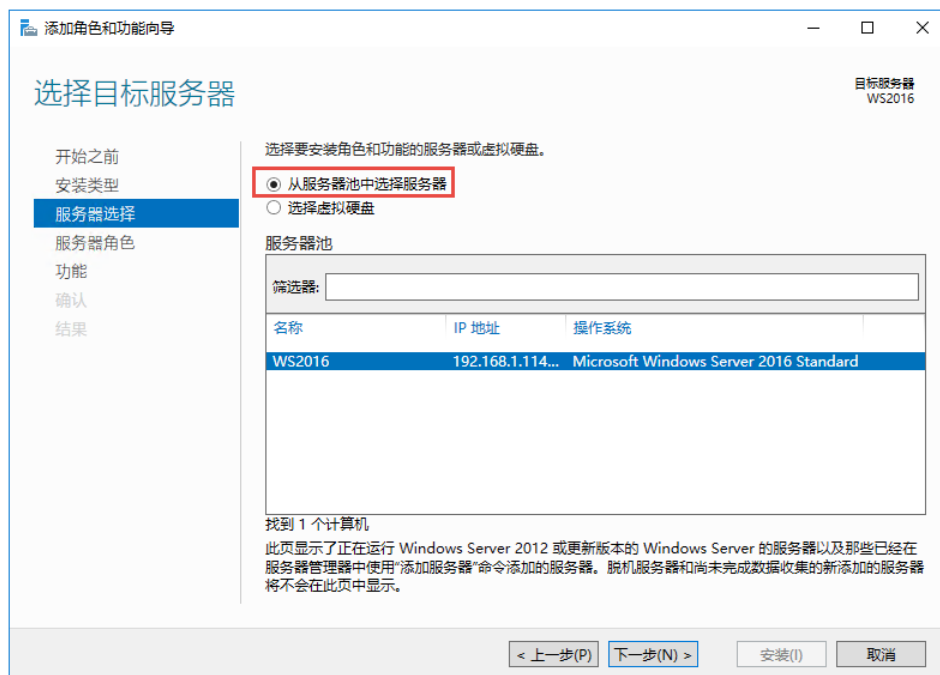 添加角色和功能向导
选择目标服务器
目标服务器
WS2016
开始之前
安装类型
服务器选择
服务器角色
功能
确认
结果
选择要安装角色和功能的服务器或虚拟硬盘。
从服务器池中选择服务器
选择虚拟硬盘
服务器池
筛选器:
名称 IP 地址 操作系统
WS2016 192.168.1.114... Microsoft Windows Server 2016 Standard
找到 1 个计算机
此页显示了正在运行 Windows Server 2012 或更新版本的 Windows Server 的服务器以及那些已经在
服务器管理器中使用"添加服务器"命令添加的服务器。脱机服务器和尚未完成数据收集的新添加的服务器
将不会在此页中显示。
< 上一步(P) 下一步(N) > 安装(I) 取消